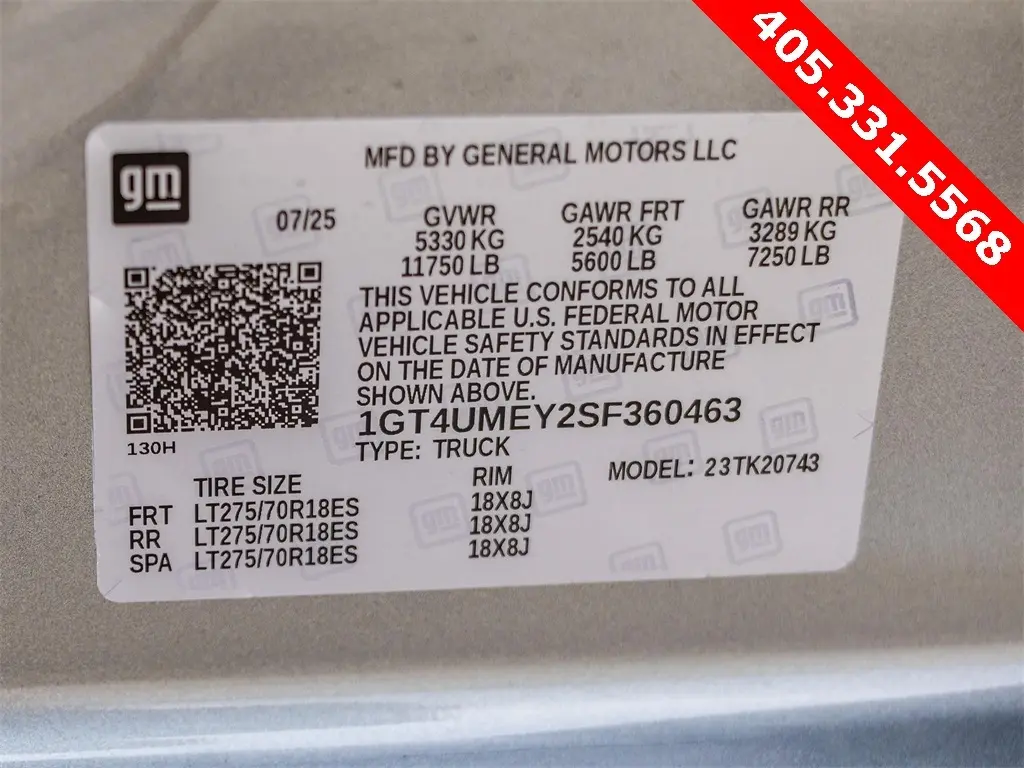 405.331.5568
MFD BY GENERAL MOTORS LLC
gm
07/25
GVWR GAWR FRT GAWR RR
5330 KG 2540 KG 3289 KG
11750 LB 5600 LB 7250 LB
THIS VEHICLE CONFORMS TO ALL
APPLICABLE U.S. FEDERAL MOTOR
VEHICLE SAFETY STANDARDS IN EFFECT
ON THE DATE OF MANUFACTURE
SHOWN ABOVE.
1GT4UMEY2SF360463
130H
TYPE: TRUCK
MODEL: 23TK20743
TIRE SIZE RIM
FRT LT275/70R18ES 18X8J
RR LT275/70R18ES 18X8J
SPA LT275/70R18ES 18X8J